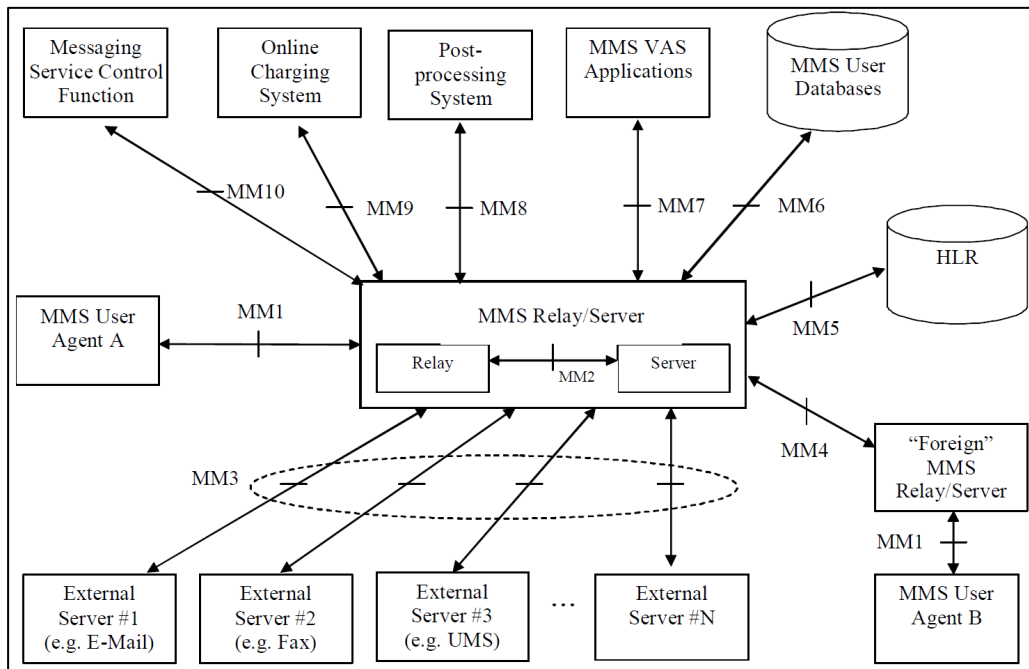 Messaging
Service Control
Function
Online
Charging
System
Post-
processing
System
MMS VAS
Applications
MMS User
Databases
MM10
MM9
MM8
MM7
MM6
HLR
MM5
MMS User
Agent A
MM1
MMS Relay/Server
Relay
MM2
Server
MM4
“Foreign”
MMS
Relay/Server
MM3
MM1
External
Server #1
(e.g. E-Mail)
External
Server #2
(e.g. Fax)
External
Server #3
(e.g. UMS)
...
External
Server #N
MMS User
Agent B